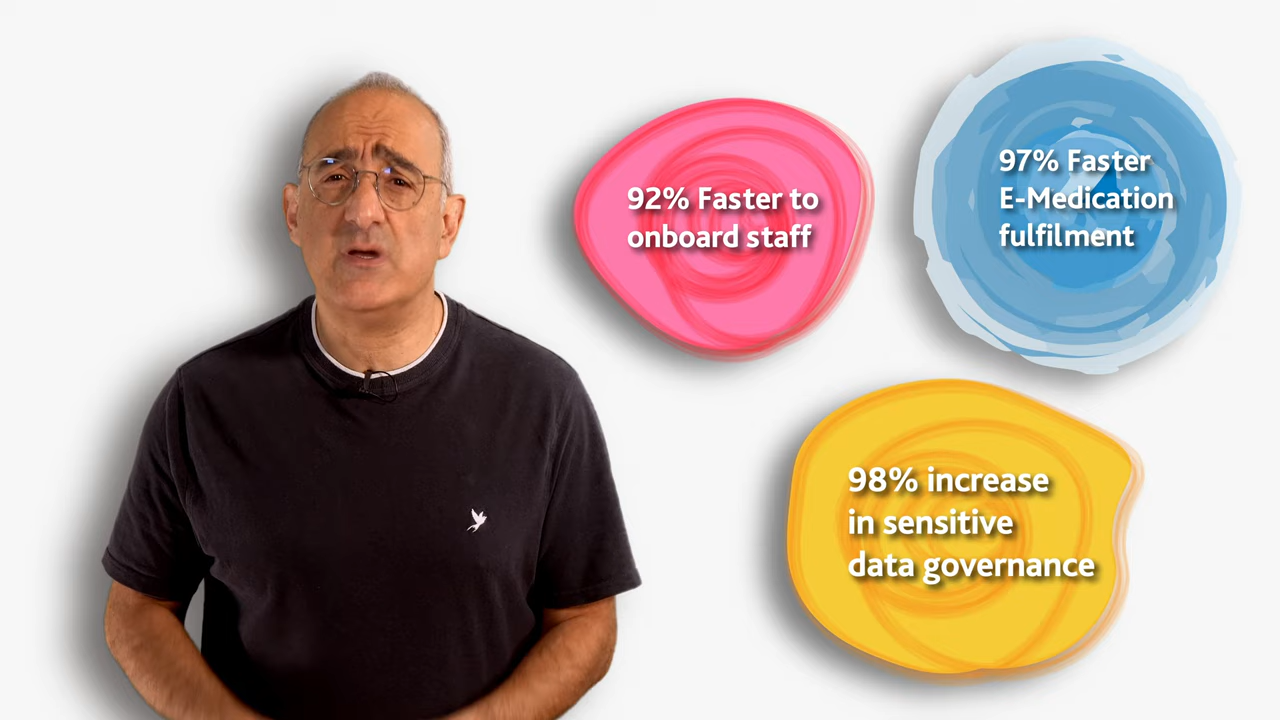 92% Faster to
onboard staff
97% Faster
E-Medication
fulfilment
98% increase
in sensitive
data governance